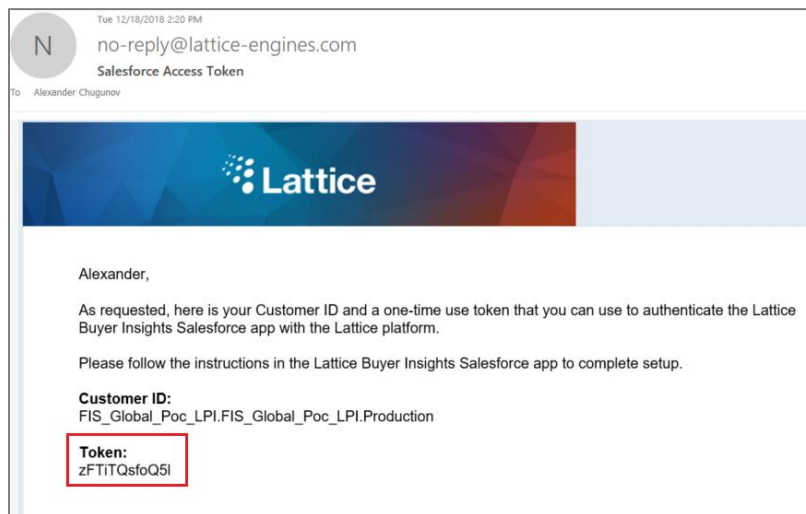 Tue 12/18/2018 2:20 PM
N
no-reply@lattice-engines.com
Salesforce Access Token
To Alexander Chugunov
Lattice
Alexander,
As requested, here is your Customer ID and a one-time use token that you can use to authenticate the Lattice
Buyer Insights Salesforce app with the Lattice platform.
Please follow the instructions in the Lattice Buyer Insights Salesforce app to complete setup.
Customer ID:
FIS_Global_Poc_LPI.FIS_Global_Poc_LPI.Production
Token:
zFTiTQsfoQ5l